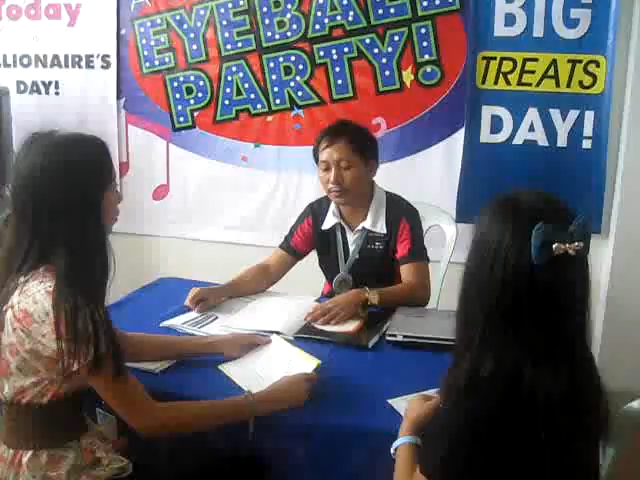 Today
LLIONAIRE'S
DAY!
A
EYEBALL
PARTY!
BIG
TREATS
DAY!